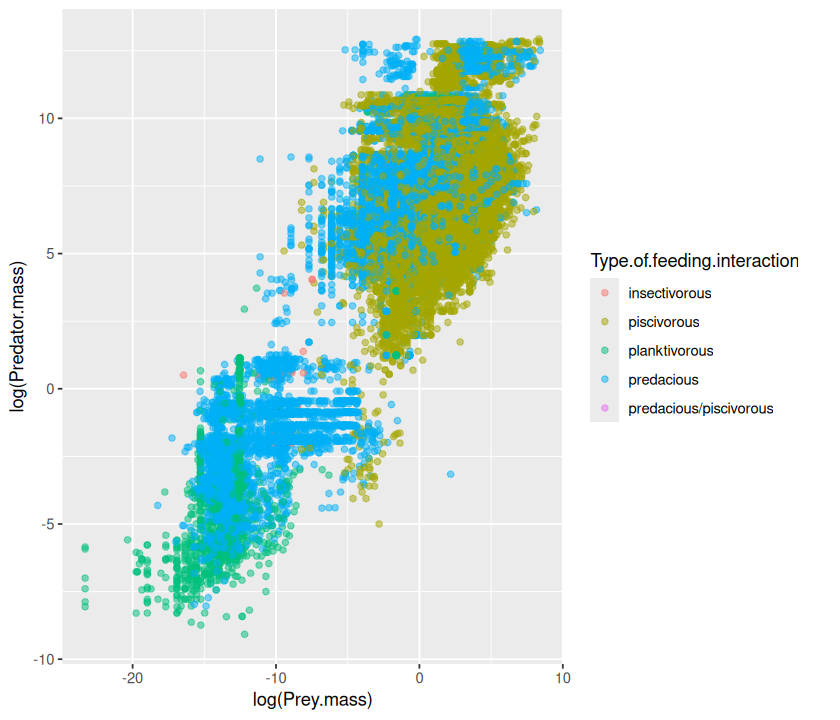 10
5
0
-5
-10
-20
-10
0
10
log(Prey.mass)
log(Predator.mass)
Type.of.feeding.interaction
insectivorous
piscivorous
planktivorous
predacious
predacious/piscivorous